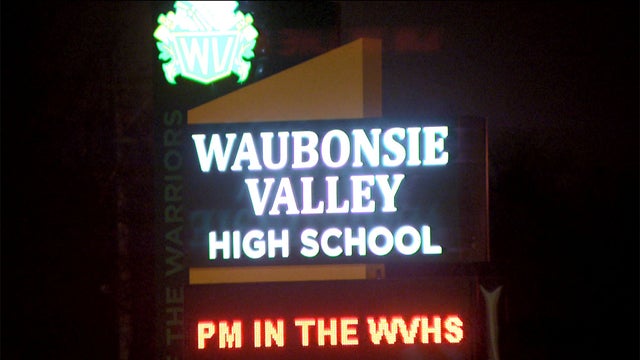 WV
THE WARRIORS
WAUBONSIE
VALLEY
HIGH SCHOOL
PM IN THE WVHS